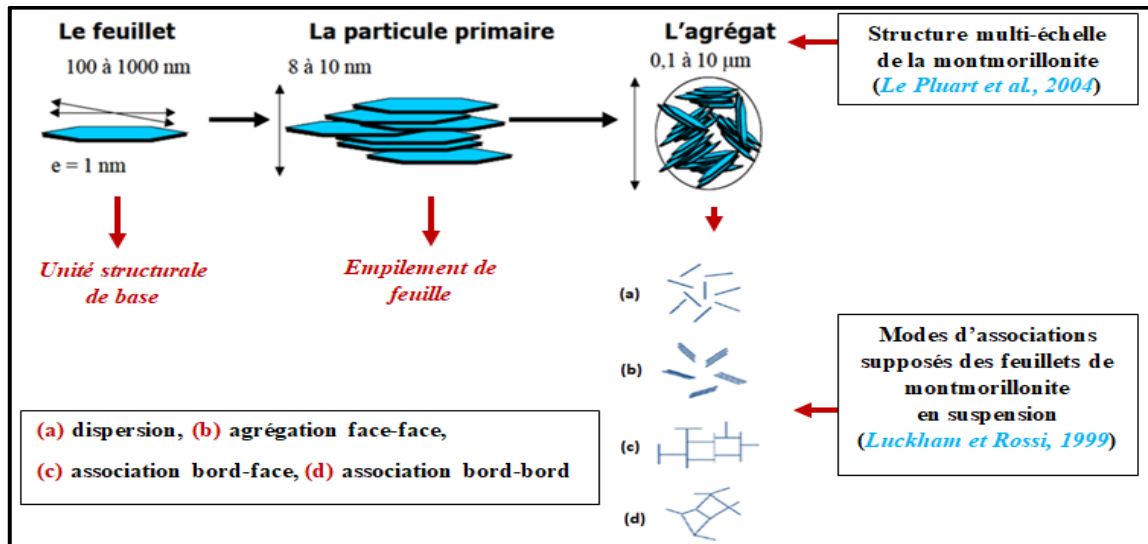 Le feuillet
100 à 1000 nm
e = 1 nm
Unité structurale
de base
La particule primaire
8 à 10 nm
Empilement de
feuille
L'agrégat
0,1 à 10 µm
Structure multi-échelle
de la montmorillonite
(Le Pluart et al., 2004)
(a)
(b)
(c)
(d)
Modes d'associations
supposés des feuillets de
montmorillonite
en suspension
(Luckham et Rossi, 1999)
(a) dispersion, (b) agrégation face-face,
(c) association bord-face, (d) association bord-bord